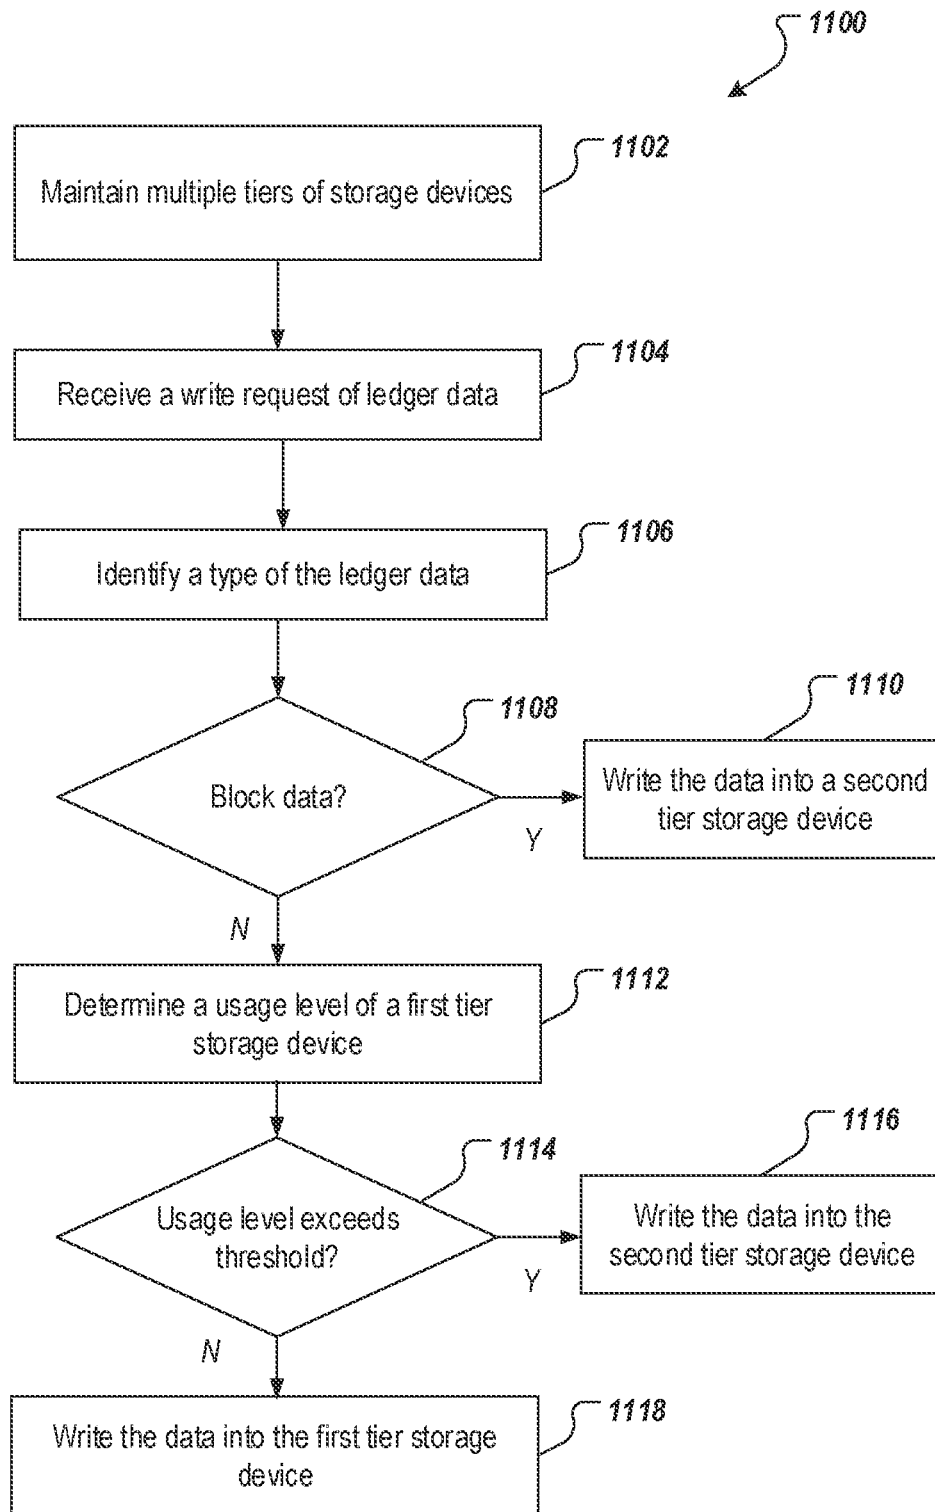 1100
1102
Maintain multiple tiers of storage devices
1104
Receive a write request of ledger data
1106
Identify a type of the ledger data
1108
Block data?
Y
1110
Write the data into a second
tier storage device
N
1112
Determine a usage level of a first tier
storage device
1114
Usage level exceeds
threshold?
Y
1116
Write the data into the
second tier storage device
N
1118
Write the data into the first tier storage
device